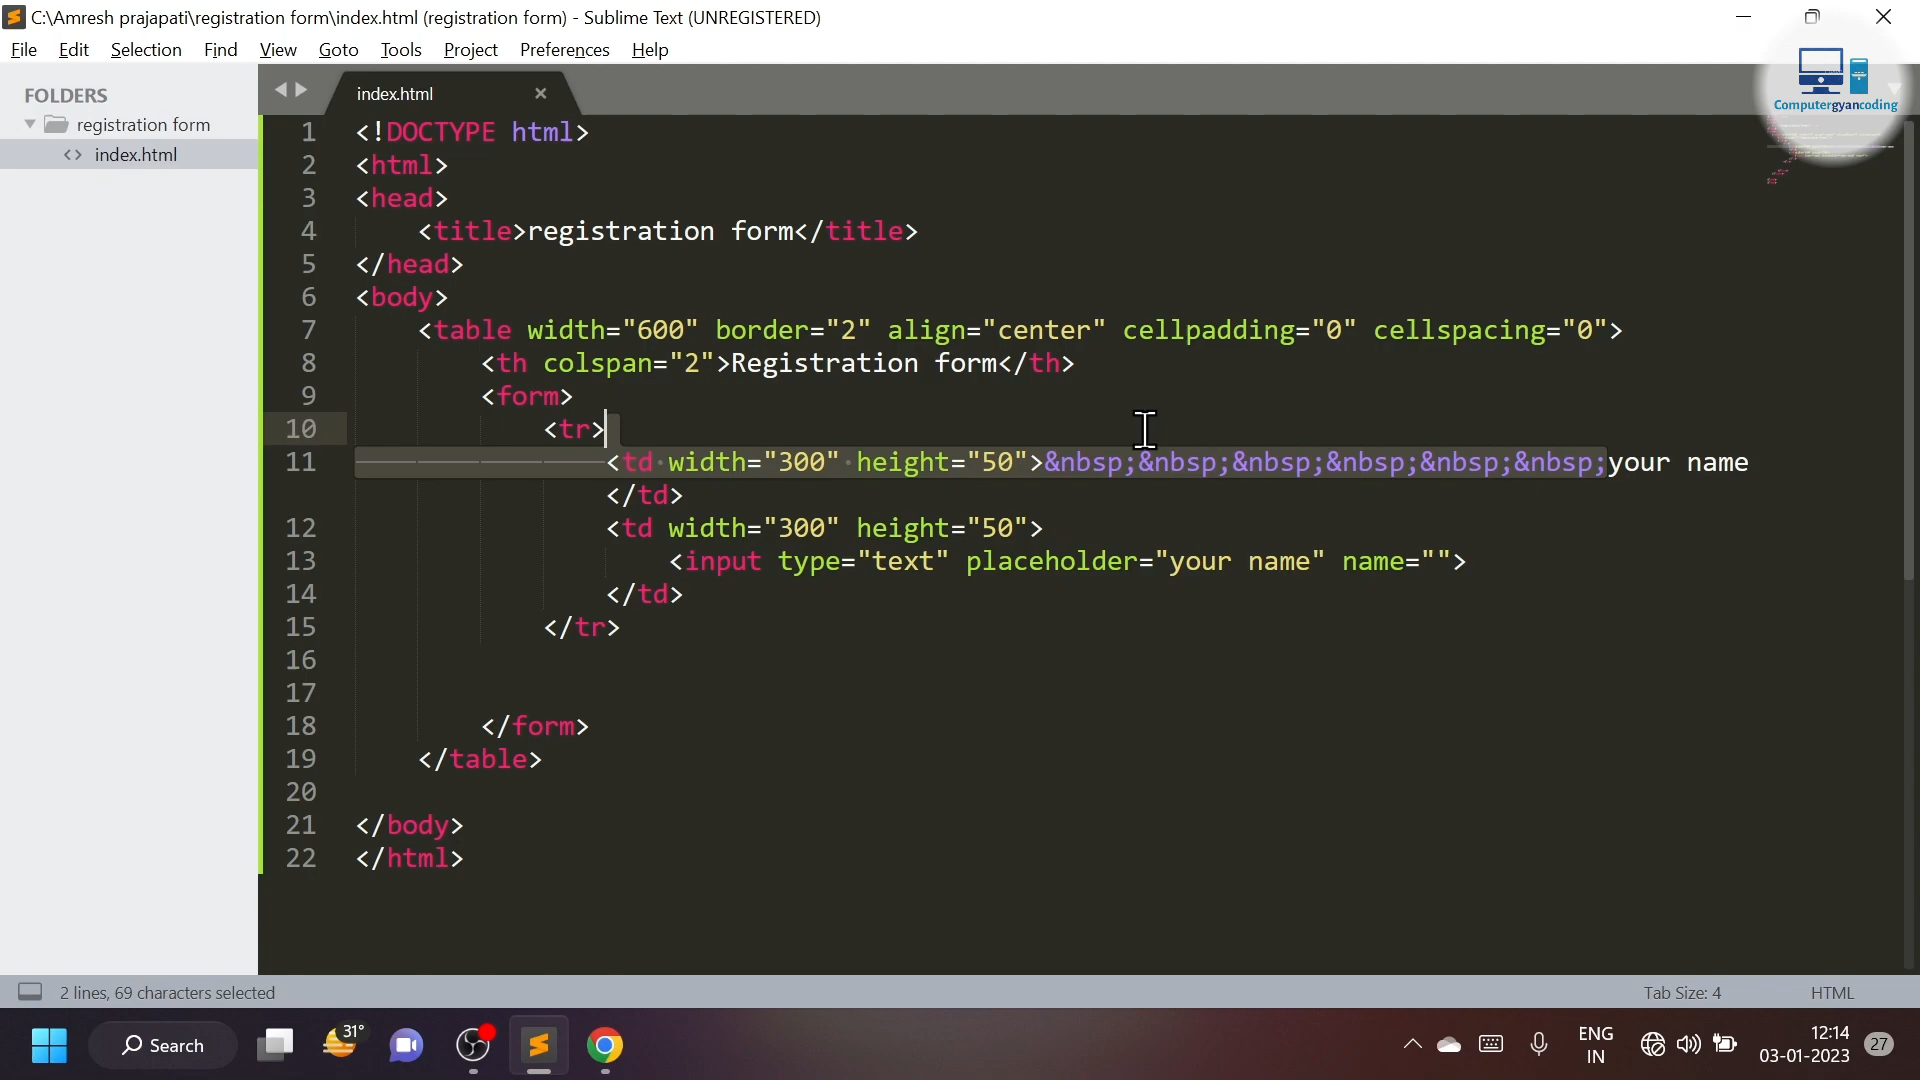 C:\Amresh prajapati\registration form\index.html (registration form) - Sublime Text (UNREGISTERED)
File Edit Selection Find View Goto Tools Project Preferences Help
Computergyancoding
FOLDERS
registration form
<> index.html
index.html ×
1 <!DOCTYPE html>
2 <html>
3 <head>
4 <title>registration form</title>
5 </head>
6 <body>
7 <table width="600" border="2" align="center" cellpadding="0" cellspacing="0">
8 <th colspan="2">Registration form</th>
9 <form>
10 <tr>
11 <td width="300" height="50">&nbsp;&nbsp;&nbsp;&nbsp;&nbsp;&nbsp;your name
</td>
12 <td width="300" height="50">
13 <input type="text" placeholder="your name" name="">
14 </td>
15 </tr>
16
17
18 </form>
19 </table>
20
21 </body>
22 </html>
2 lines, 69 characters selected
Tab Size: 4 HTML
Search
31°
ENG
IN
12:14
03-01-2023
27